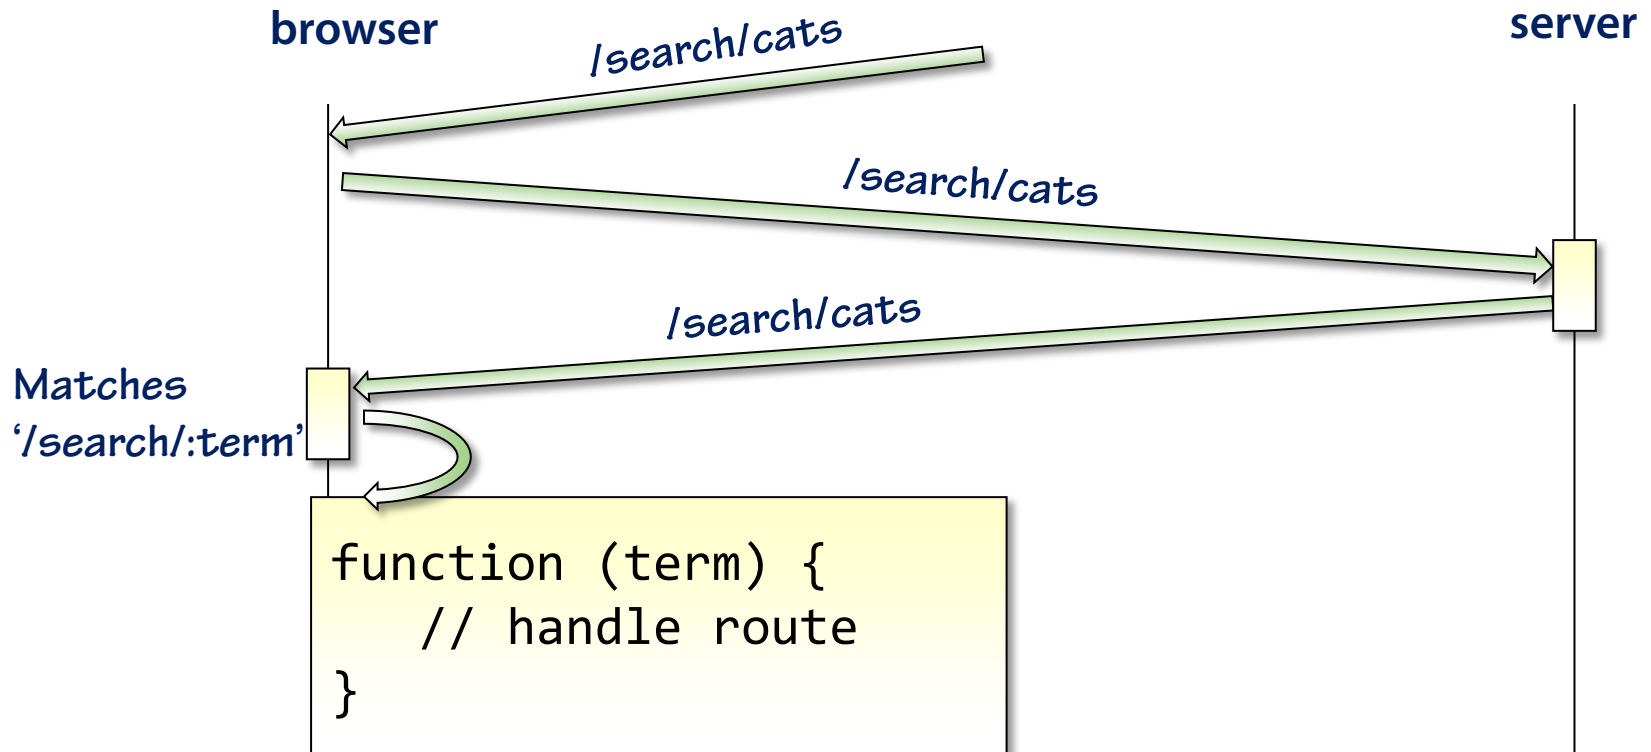 browser
server
/search/cats
/search/cats
/search/cats
Matches
‘/search/:term’
function (term) {
// handle route
}